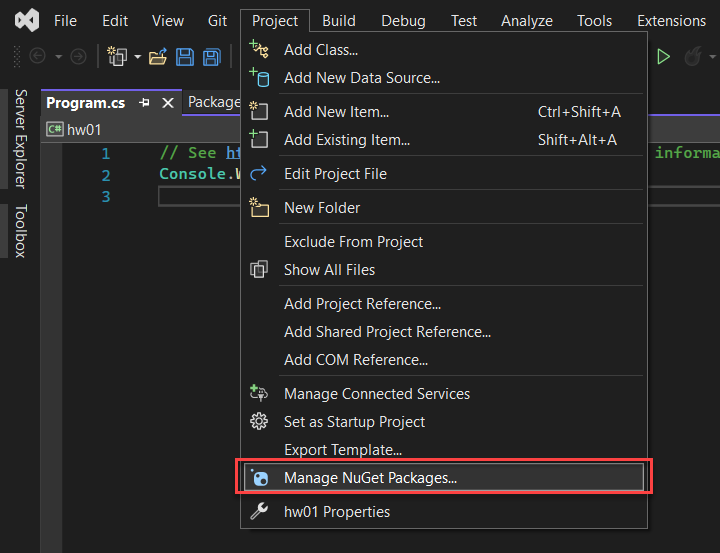 File Edit View Git Project Build Debug Test Analyze Tools Extensions
Server Explorer
Toolbox
Program.cs Package
C# hw01
1 // See informa
2 Console.
3
Add Class...
Add New Data Source...
Add New Item... Ctrl+Shift+A
Add Existing Item... Shift+Alt+A
Edit Project File
New Folder
Exclude From Project
Show All Files
Add Project Reference...
Add Shared Project Reference...
Add COM Reference...
Manage Connected Services
Set as Startup Project
Export Template...
Manage NuGet Packages...
hw01 Properties